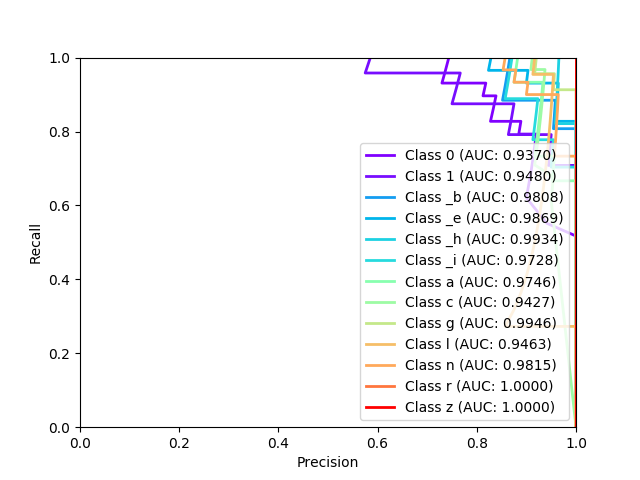 1.0
0.8
0.6
0.4
0.2
0.0
Recall
0.0 0.2 0.4 0.6 0.8 1.0
Precision
Class 0 (AUC: 0.9370)
Class 1 (AUC: 0.9480)
Class _b (AUC: 0.9808)
Class _e (AUC: 0.9869)
Class _h (AUC: 0.9934)
Class _i (AUC: 0.9728)
Class a (AUC: 0.9746)
Class c (AUC: 0.9427)
Class g (AUC: 0.9946)
Class l (AUC: 0.9463)
Class n (AUC: 0.9815)
Class r (AUC: 1.0000)
Class z (AUC: 1.0000)